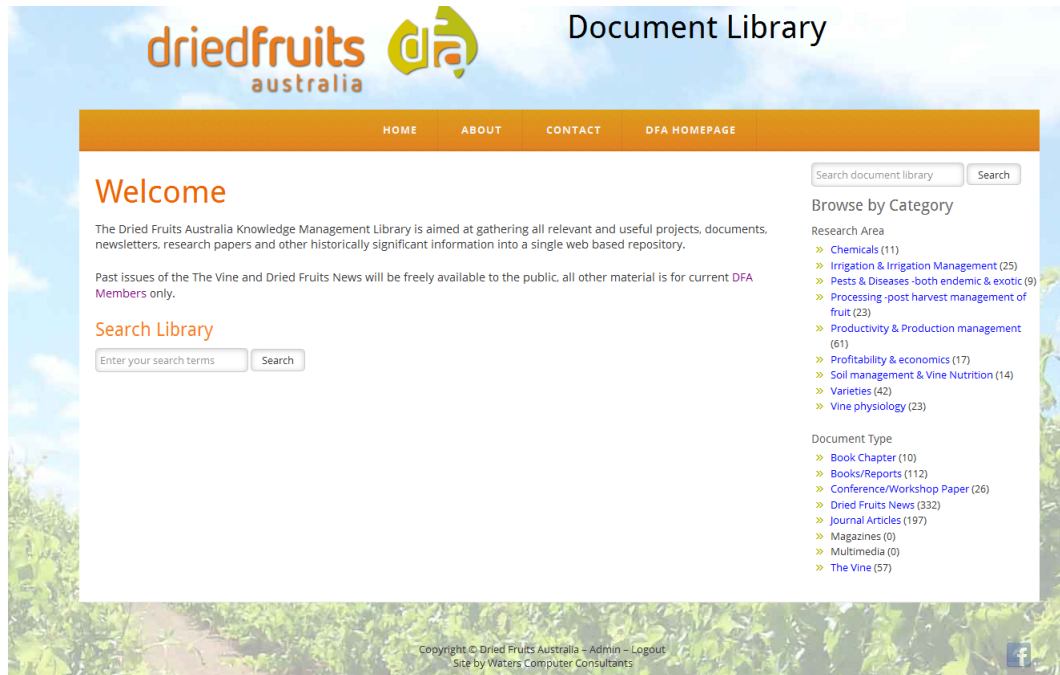 driedfruits
australia
dfa
Document Library
HOME ABOUT CONTACT DFA HOMEPAGE
Welcome
The Dried Fruits Australia Knowledge Management Library is aimed at gathering all relevant and useful projects, documents,
newsletters, research papers and other historically significant information into a single web based repository.
Past issues of the The Vine and Dried Fruits News will be freely available to the public, all other material is for current DFA
Members only.
Search Library
Enter your search terms Search
Search document library Search
Browse by Category
Research Area
» Chemicals (11)
» Irrigation & Irrigation Management (25)
» Pests & Diseases -both endemic & exotic (9)
» Processing -post harvest management of
fruit (23)
» Productivity & Production management
(61)
» Profitability & economics (17)
» Soil management & Vine Nutrition (14)
» Varieties (42)
» Vine physiology (23)
Document Type
» Book Chapter (10)
» Books/Reports (112)
» Conference/Workshop Paper (26)
» Dried Fruits News (332)
» Journal Articles (197)
» Magazines (0)
» Multimedia (0)
» The Vine (57)
Copyright © Dried Fruits Australia – Admin – Logout
Site by Waters Computer Consultants
f